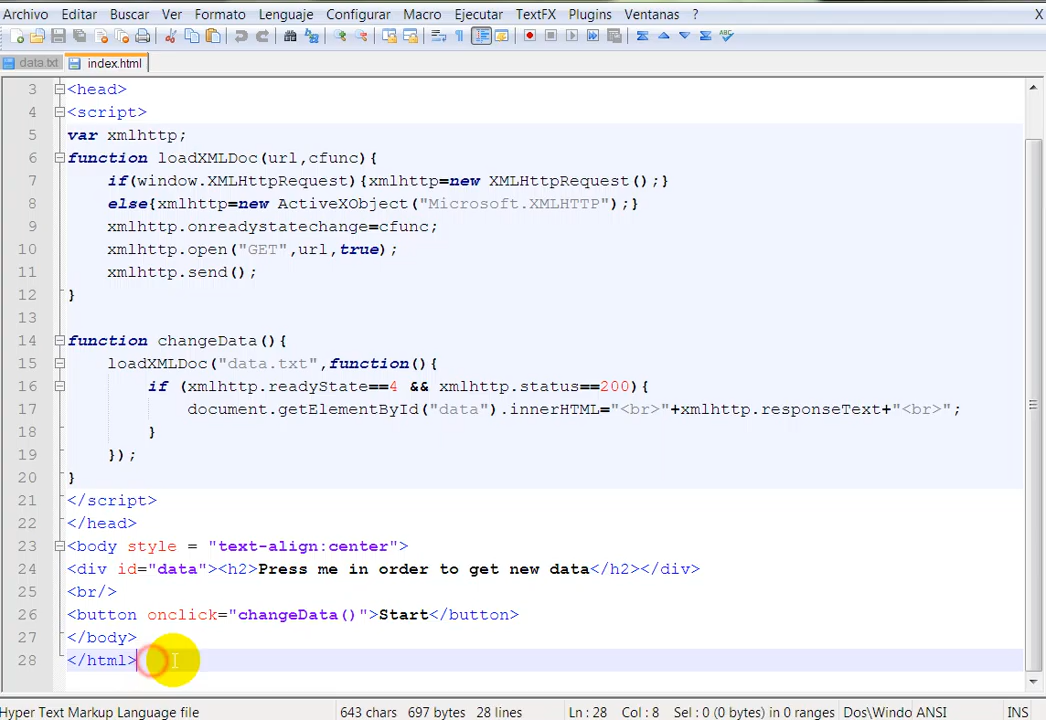 Archivo Editar Buscar Ver Formato Lenguaje Configurar Macro Ejecutar TextFX Plugins Ventanas ? X
data.txt index.html
3 <head>
4 <script>
5 var xmlhttp;
6 function loadXMLDoc(url,cfunc){
7 if(window.XMLHttpRequest){xmlhttp=new XMLHttpRequest();}
8 else{xmlhttp=new ActiveXObject("Microsoft.XMLHTTP");}
9 xmlhttp.onreadystatechange=cfunc;
10 xmlhttp.open("GET",url,true);
11 xmlhttp.send();
12 }
13
14 function changeData(){
15 loadXMLDoc("data.txt",function(){
16 if (xmlhttp.readyState==4 && xmlhttp.status==200){
17 document.getElementById("data").innerHTML="<br>"+xmlhttp.responseText+"<br>";
18 }
19 });
20 }
21 </script>
22 </head>
23 <body style = "text-align:center">
24 <div id="data"><h2>Press me in order to get new data</h2></div>
25 <br/>
26 <button onclick="changeData()">Start</button>
27 </body>
28 </html>
Hyper Text Markup Language file 643 chars 697 bytes 28 lines Ln : 28 Col : 8 Sel : 0 (0 bytes) in 0 ranges Dos\Windo ANSI INS